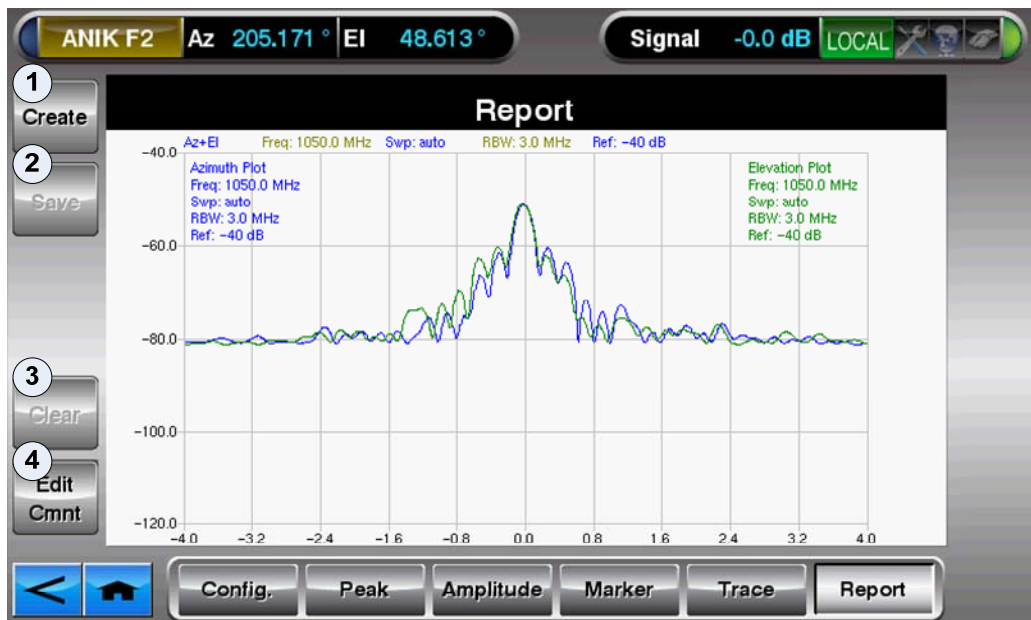 ANIK F2 Az 205.171 ° El 48.613 ° Signal -0.0 dB LOCAL
1
Create
2
Save
3
Clear
4
Edit
Cmnt
Report
Az+El Freq: 1050.0 MHz Swp: auto RBW: 3.0 MHz Ref: -40 dB
Azimuth Plot
Freq: 1050.0 MHz
Swp: auto
RBW: 3.0 MHz
Ref: -40 dB
Elevation Plot
Freq: 1050.0 MHz
Swp: auto
RBW: 3.0 MHz
Ref: -40 dB
-40.0
-60.0
-80.0
-100.0
-120.0
-4.0 -3.2 -2.4 -1.6 -0.8 0.0 0.8 1.6 2.4 3.2 4.0
< Config. Peak Amplitude Marker Trace Report